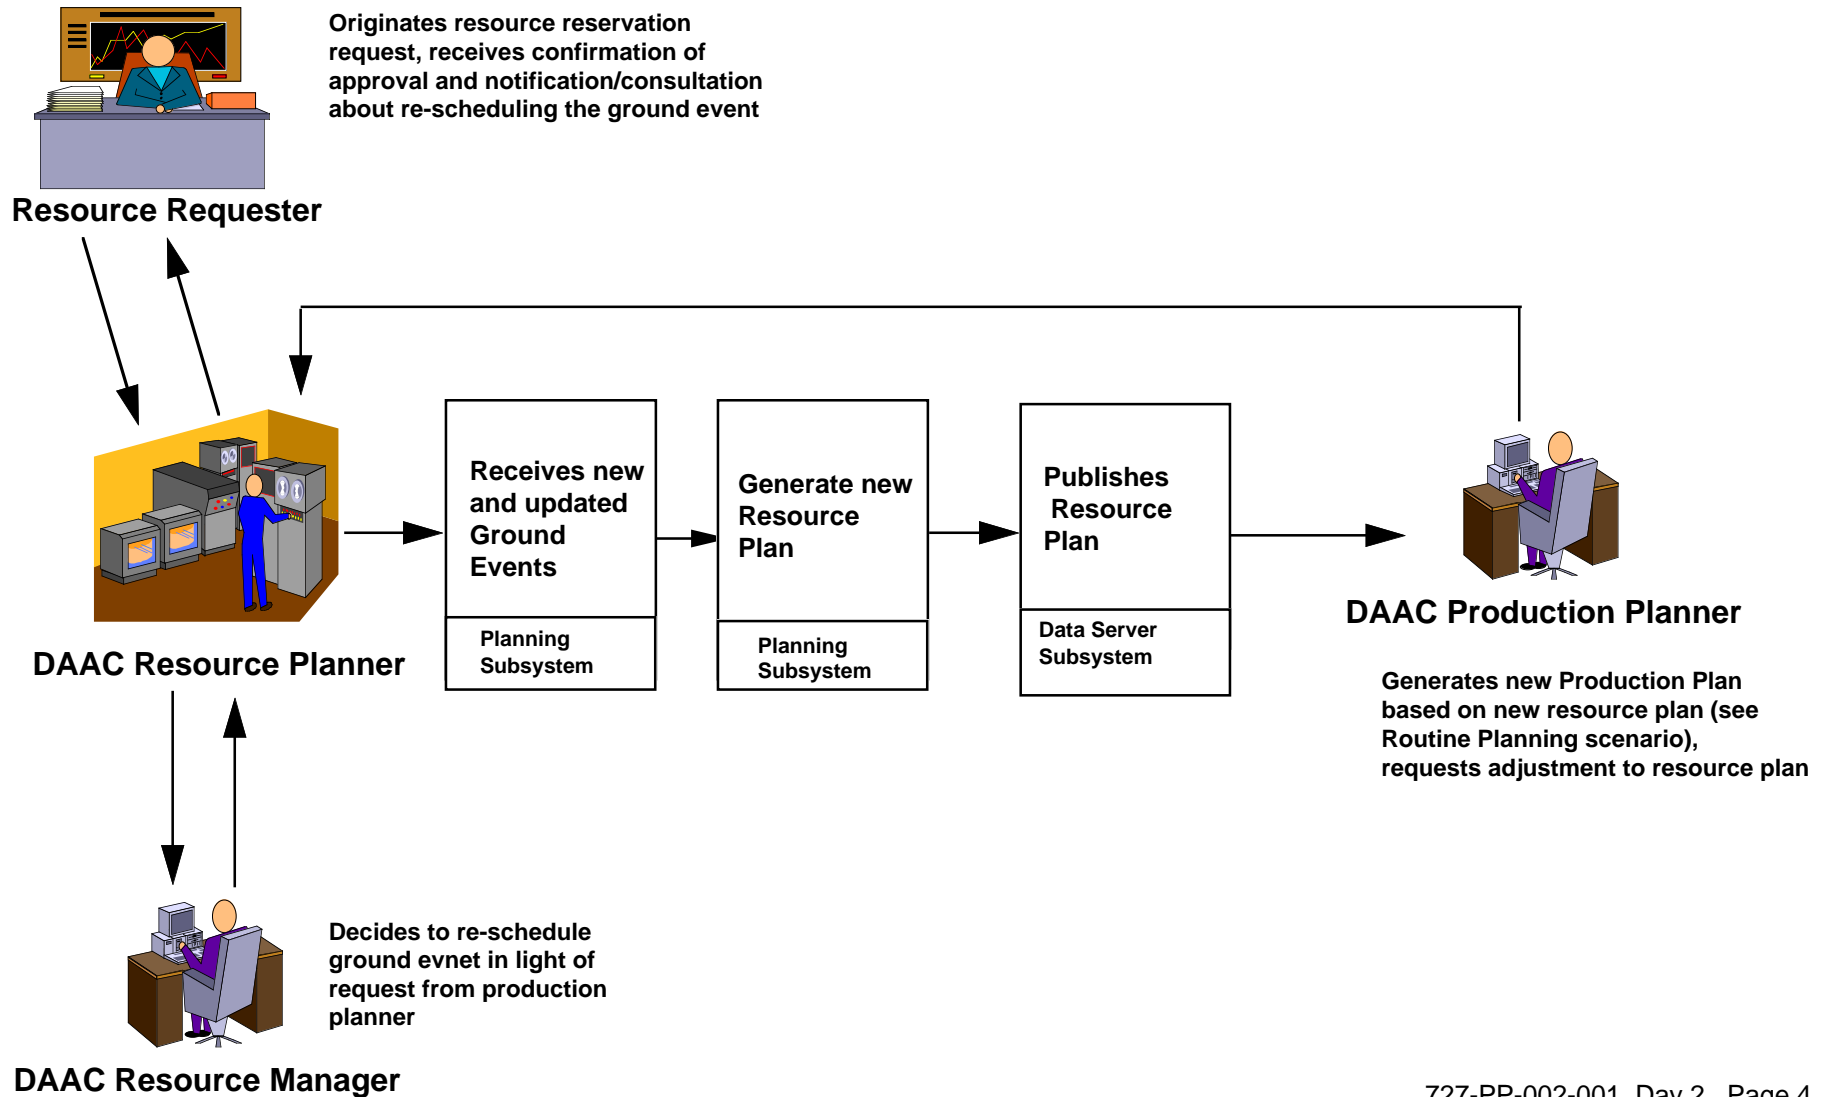 Originates resource reservation
request, receives confirmation of
approval and notification/consultation
about re-scheduling the ground event
Resource Requester
Receives new
and updated
Ground
Events
Planning
Subsystem
Generate new
Resource
Plan
Planning
Subsystem
Publishes
Resource
Plan
Data Server
Subsystem
DAAC Production Planner
Generates new Production Plan
based on new resource plan (see
Routine Planning scenario),
requests adjustment to resource plan
DAAC Resource Planner
Decides to re-schedule
ground evnet in light of
request from production
planner
DAAC Resource Manager
727-PP-002-001 Day 2 Page 4